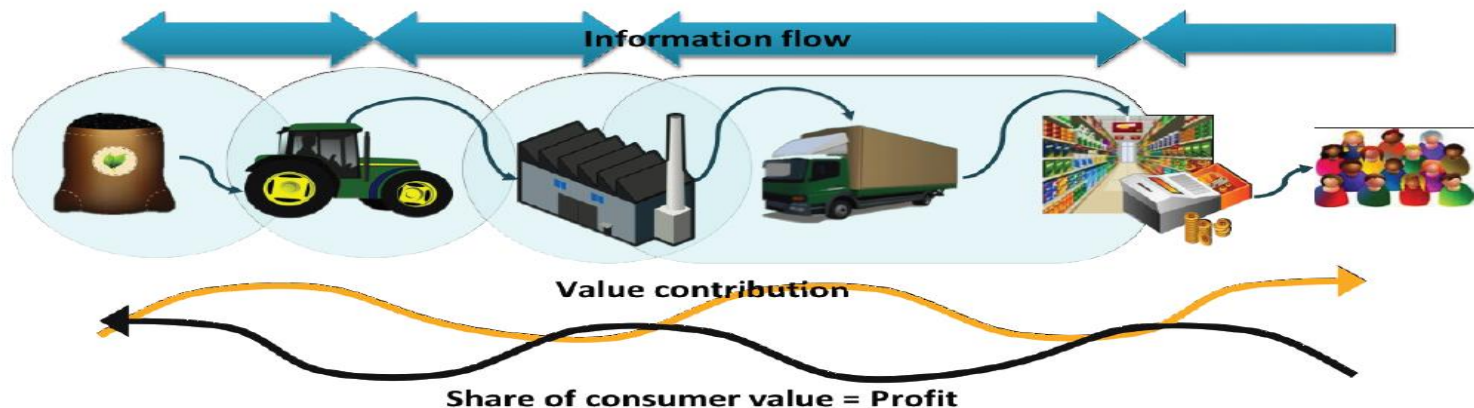 Information flow
Value contribution
Share of consumer value = Profit